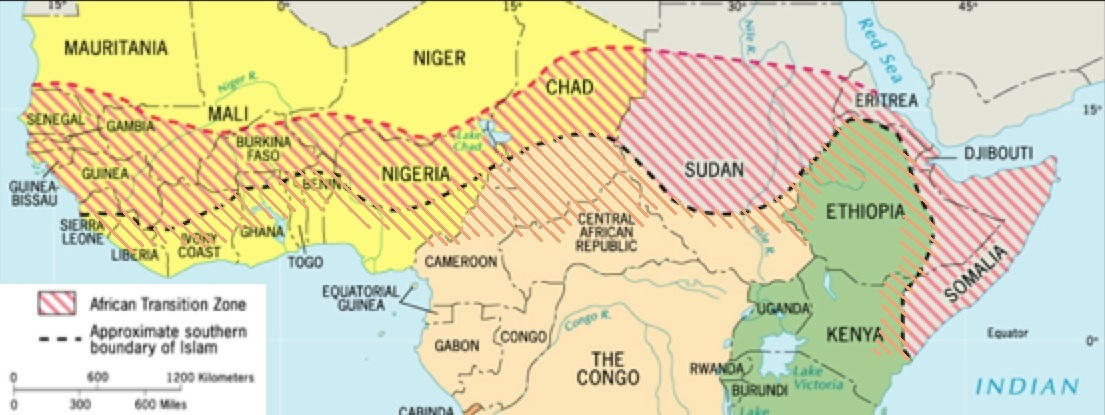 15°
0°
15°
30°
45°
MAURITANIA
NIGER
Nile R.
Red Sea
Niger R.
CHAD
MALI
ERITREA
15°
SENEGAL
GAMBIA
Lake
Chad
BURKINA
FASO
DJIBOUTI
GUINEA
BENIN
NIGERIA
SUDAN
GUINEA-
BISSAU
ETHIOPIA
SIERRA
LEONE
GHANA
CENTRAL
AFRICAN
REPUBLIC
IVORY
COAST
LIBERIA
TOGO
Nile R.
CAMEROON
SOMALIA
EQUATORIAL
GUINEA
UGANDA
African Transition Zone
Approximate southern
boundary of Islam
Congo R.
CONGO
GABON
KENYA
Equator
0°
THE
CONGO
RWANDA
Lake
Victoria
BURUNDI
INDIAN
0 600 1200 Kilometers
0 300 600 Miles
CABINDA
Lake